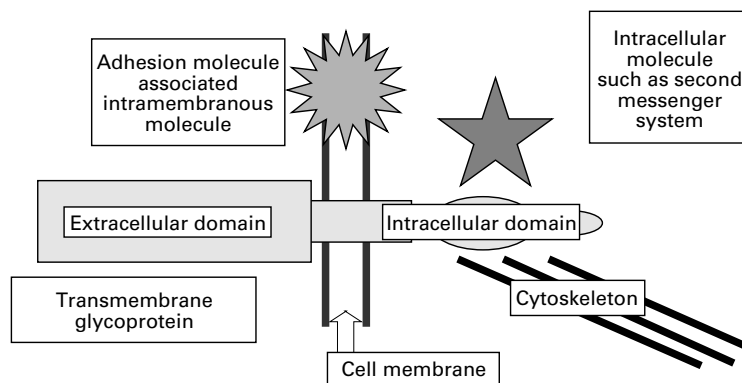 Adhesion molecule
associated
intramembranous
molecule
Intracellular
molecule
such as second
messenger
system
Extracellular domain
Intracellular domain
Transmembrane
glycoprotein
Cytoskeleton
Cell membrane